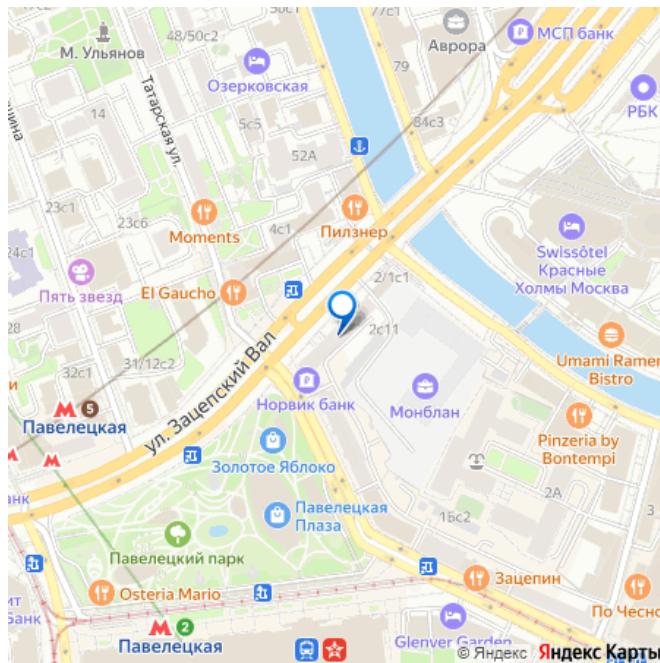 50с1
77с1
МСП банк
48/50с2
Аврора
М. Ульянов
79
Озерковская
РБК
14
Татарская ул.
5с5
84с3
52А
23с1
23с6
4с1
Пилзнер
Moments
24с1
Swissôtel
Красные
Холмы Москва
Пять звезд
El Gaucho
2/1с1
28
31/12с2
2с11
32с1
ул. Зацепский Вал
Umami Ramen
Bistro
5
Павелецкая
Норвик банк
Монблан
Pinzeria by
Bontempi
Золотое Яблоко
2А
Павелецкая
Плаза
1Бс2
3
Павелецкий парк
Зацепин
Osteria Mario
По Чесно
2
Павелецкая
Glenver Garden
© Яндекс
Яндекс Карты